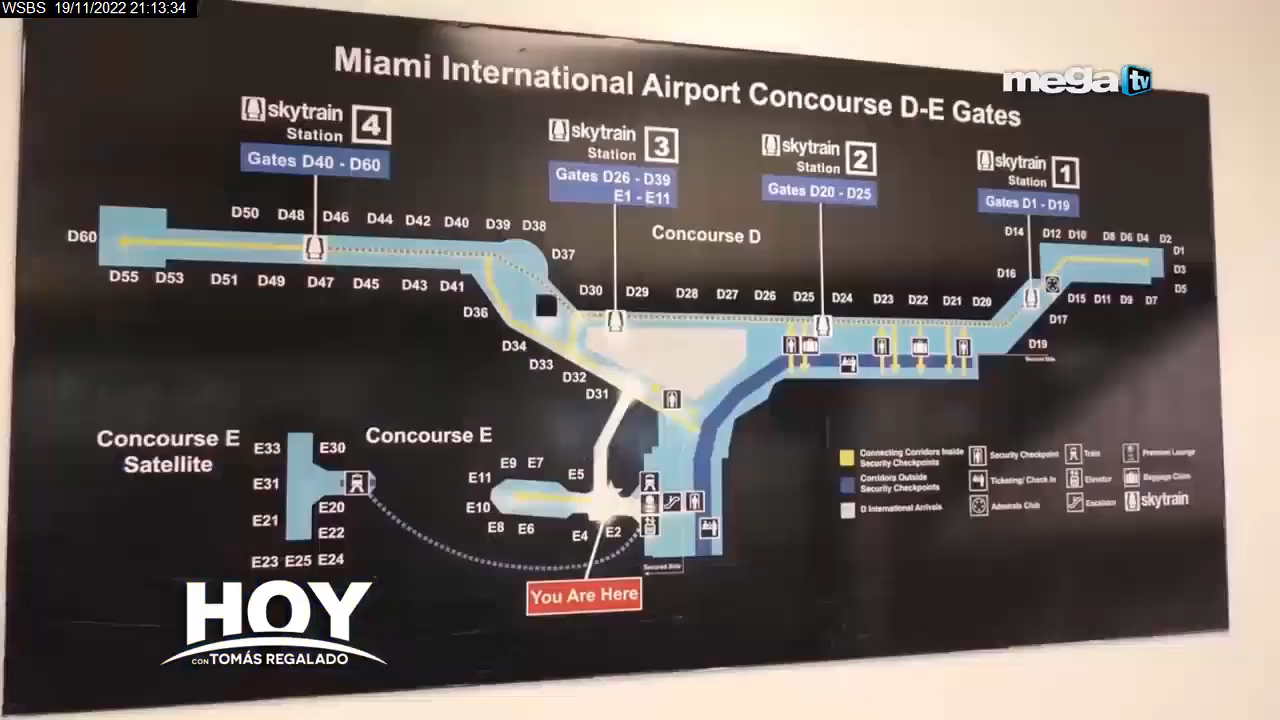 WSBS 19/11/2022 21:13:34
mega tv
Miami International Airport Concourse D-E Gates
skytrain
Station 4
Gates D40 - D60
skytrain
Station 3
Gates D26 - D39
E1 - E11
skytrain
Station 2
Gates D20 - D25
skytrain
Station 1
Gates D1 - D19
Concourse D
D50 D48 D46 D44 D42 D40 D39 D38
D60
D37
D55 D53 D51 D49 D47 D45 D43 D41
D36
D34
D33
D32
D31
D30 D29 D28 D27 D26 D25 D24 D23 D22 D21 D20
D14 D12 D10 D8 D6 D4 D2
D1
D3
D5
D16
D15 D11 D9 D7
D17
D19
Secured Side
Concourse E
Satellite
E33 E30
E31
E20
E21
E22
E23 E25 E24
Concourse E
E9 E7
E11 E5
E10
E8 E6
E4 E2
Secured Side
You Are Here
Connecting Corridors Inside
Security Checkpoints
Corridors Outside
Security Checkpoints
D International Arrivals
Security Checkpoint
Ticketing/ Check In
Admirals Club
Train
Elevator
Escalator
Premium Lounge
Baggage Claim
skytrain
HOY
CON TOMÁS REGALADO